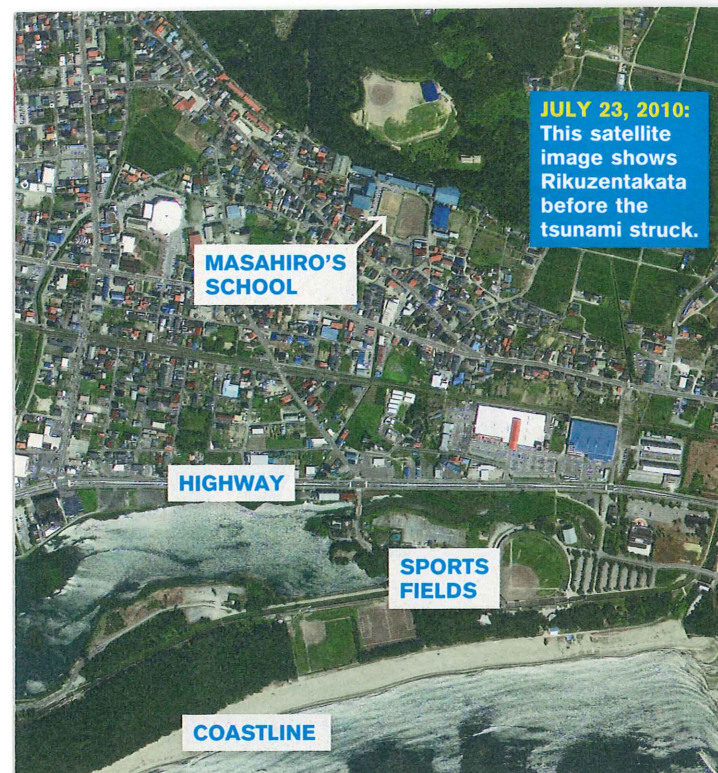 JULY 23, 2010:
This satellite
image shows
Rikuzentakata
before the
tsunami struck.
MASAHIRO'S
SCHOOL
HIGHWAY
SPORTS
FIELDS
COASTLINE